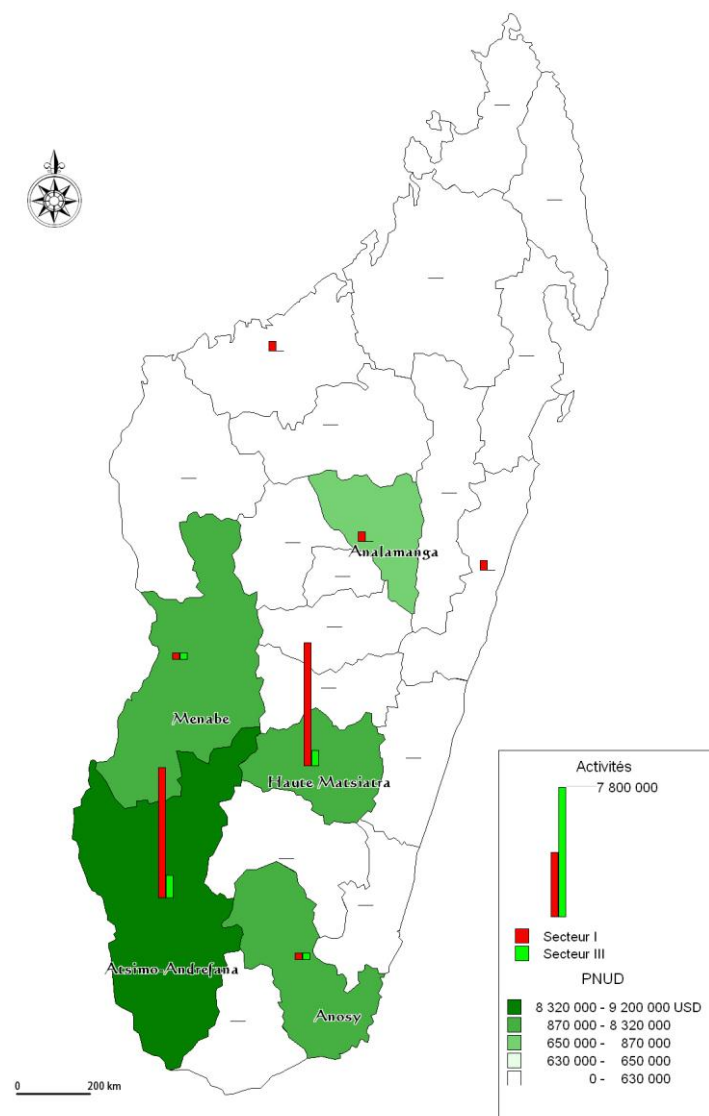 Analamanga
Menabe
Haute Matsiatra
Atsimo Andrefana
Anosy
0 200 km
Activités
7 800 000
Secteur I
Secteur III
PNUD
8 320 000 - 9 200 000 USD
870 000 - 8 320 000
650 000 - 870 000
630 000 - 650 000
0 - 630 000